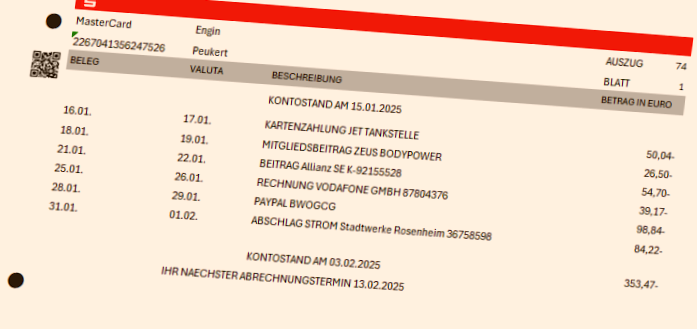 S
MasterCard Engin AUSZUG 74
2267041356247526 Peukert BLATT 1
BELEG VALUTA BESCHREIBUNG BETRAG IN EURO
KONTOSTAND AM 15.01.2025
16.01. 17.01. KARTENZAHLUNG JET TANKSTELLE 50,04-
18.01. 19.01. MITGLIEDSBEITRAG ZEUS BODYPOWER 26,50-
21.01. 22.01. BEITRAG Allianz SE K-92155528 54,70-
25.01. 26.01. RECHNUNG VODAFONE GMBH 87804376 39,17-
28.01. 29.01. PAYPAL BWOGCG 98,84-
31.01. 01.02. ABSCHLAG STROM Stadtwerke Rosenheim 36758598 84,22-
KONTOSTAND AM 03.02.2025 353,47-
IHR NAECHSTER ABRECHNUNGSTERMIN 13.02.2025